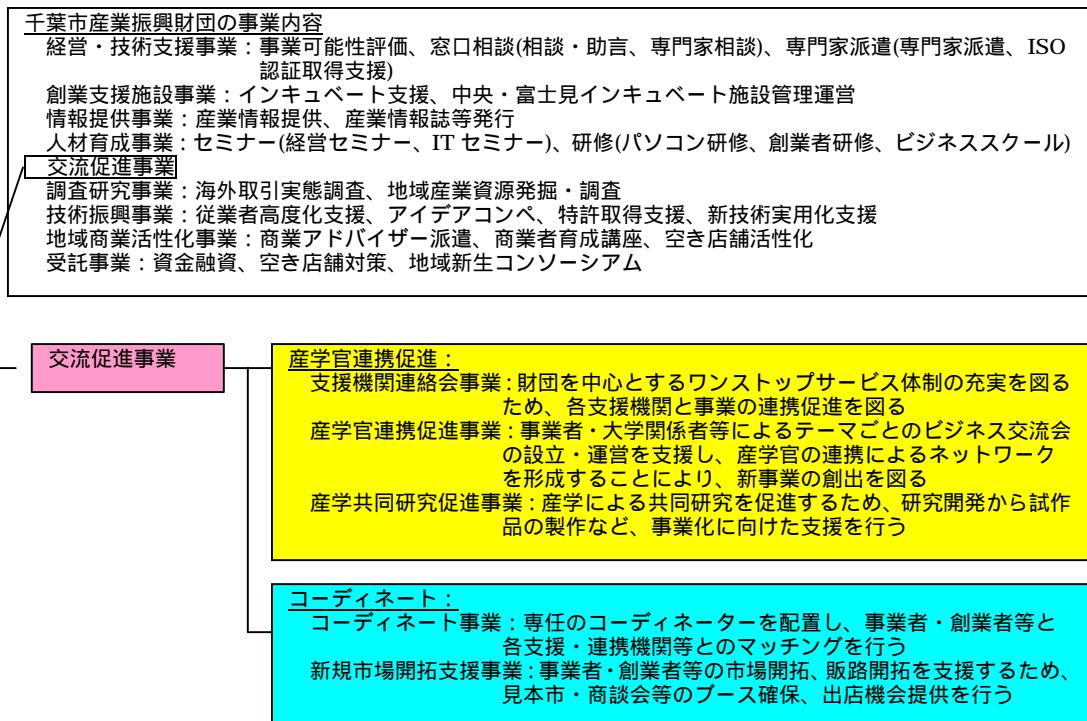 千葉市産業振興財団の事業内容
経営・技術支援事業：事業可能性評価、窓口相談(相談・助言、専門家相談)、専門家派遣(専門家派遣、ISO
認証取得支援)
創業支援施設事業：インキュベート支援、中央・富士見インキュベート施設管理運営
情報提供事業：産業情報提供、産業情報誌等発行
人材育成事業：セミナー(経営セミナー、IT セミナー)、研修(パソコン研修、創業者研修、ビジネススクール)
交流促進事業
調査研究事業：海外取引実態調査、地域産業資源発掘・調査
技術振興事業：従業者高度化支援、アイデアコンペ、特許取得支援、新技術実用化支援
地域商業活性化事業：商業アドバイザー派遣、商業者育成講座、空き店舗活性化
受託事業：資金融資、空き店舗対策、地域新生コンソーシアム
交流促進事業
産学官連携促進：
支援機関連絡会事業：財団を中心とするワンストップサービス体制の充実を図る
ため、各支援機関と事業の連携促進を図る
産学官連携促進事業：事業者・大学関係者等によるテーマごとのビジネス交流会
の設立・運営を支援し、産学官の連携によるネットワーク
を形成することにより、新事業の創出を図る
産学共同研究促進事業：産学による共同研究を促進するため、研究開発から試作
品の製作など、事業化に向けた支援を行う
コーディネート：
コーディネート事業：専任のコーディネーターを配置し、事業者・創業者等と
各支援・連携機関等とのマッチングを行う
新規市場開拓支援事業：事業者・創業者等の市場開拓、販路開拓を支援するため、
見本市・商談会等のブース確保、出店機会提供を行う